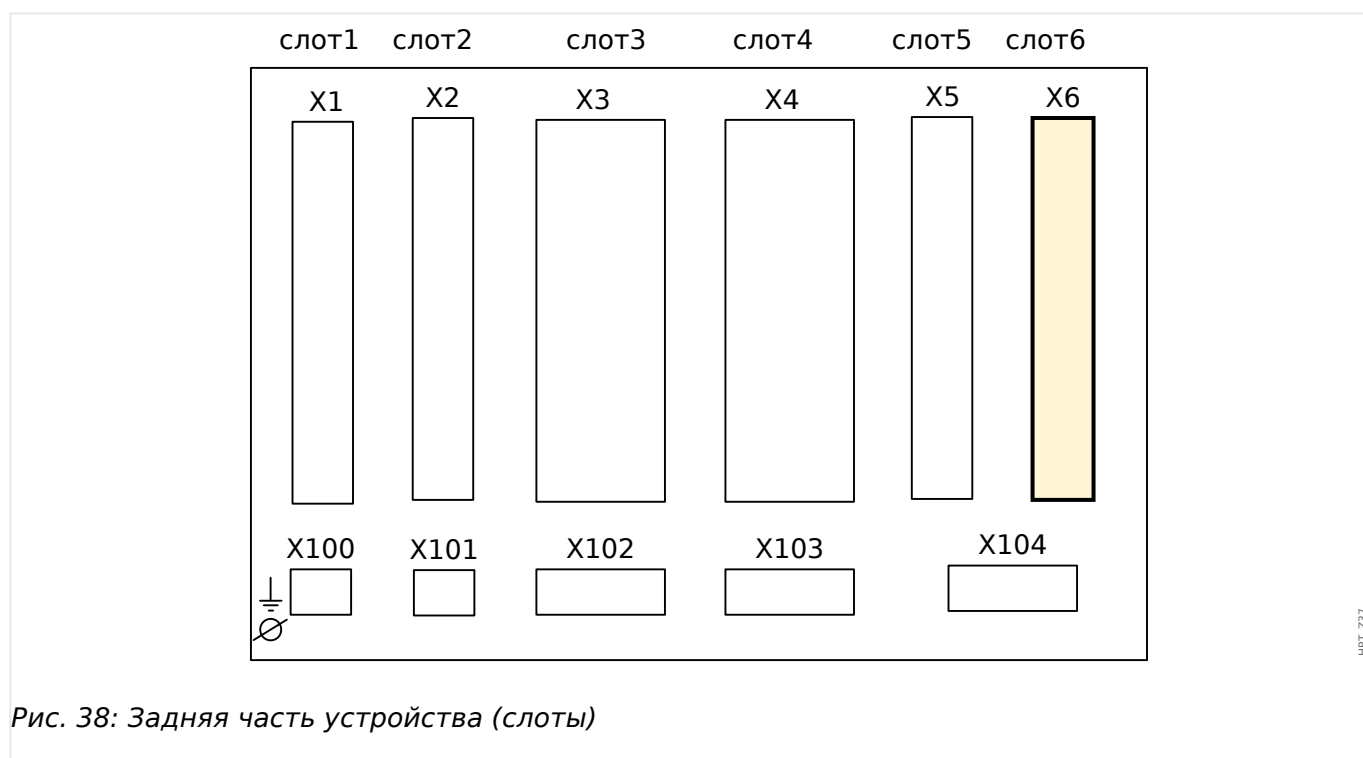 слот1 слот2 слот3 слот4 слот5 слот6
X1 X2 X3 X4 X5 X6
X100 X101 X102 X103 X104
Рис. 38: Задняя часть устройства (слоты)